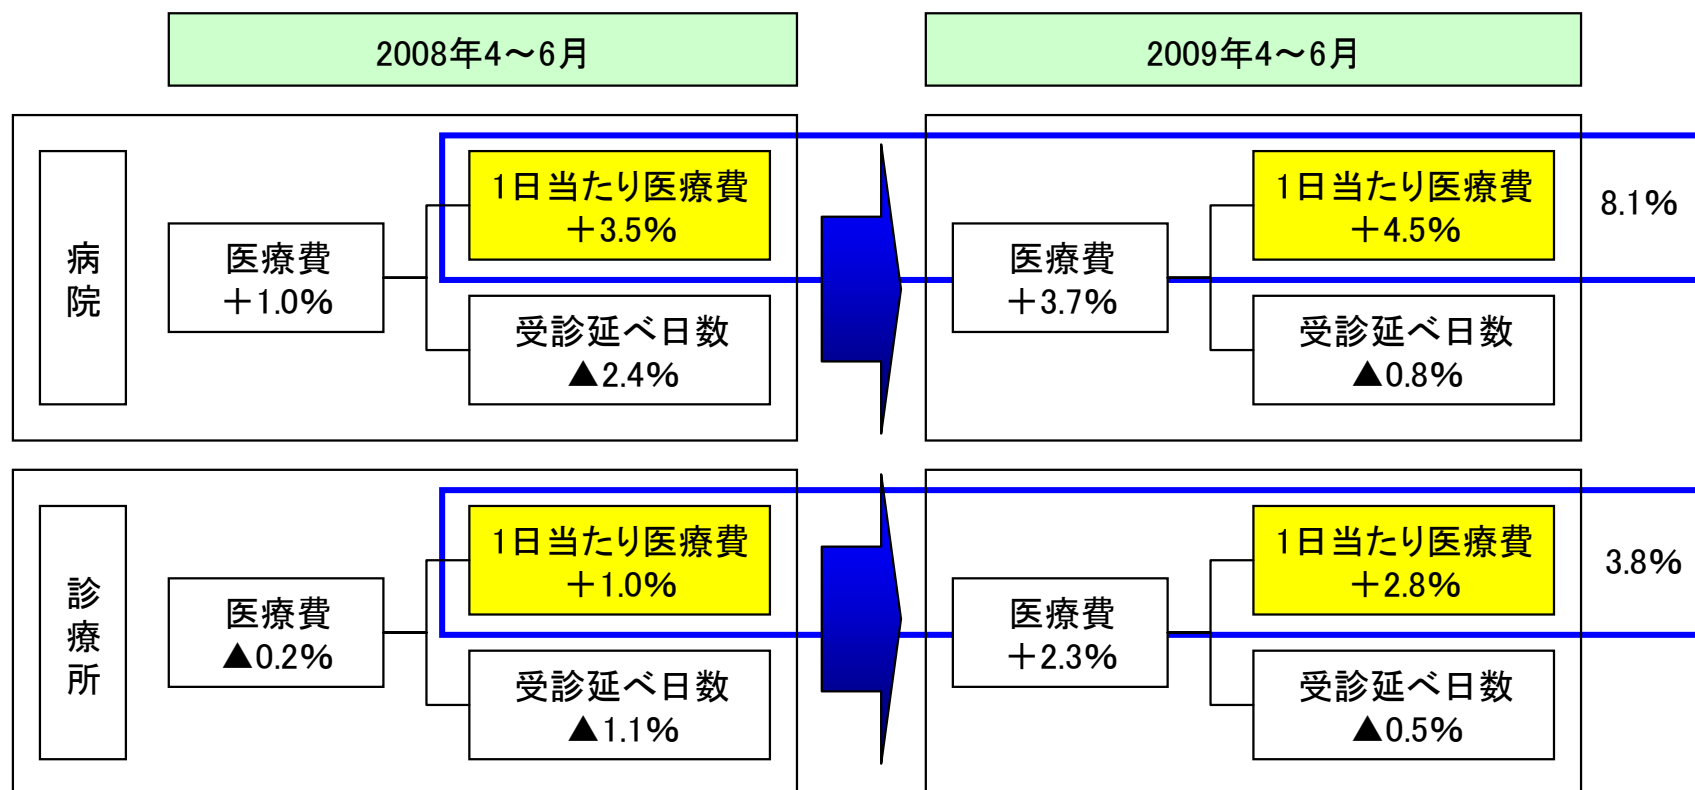 2008年4～6月
2009年4～6月
病院
医療費
＋1.0%
1日当たり医療費
＋3.5%
受診延べ日数
▲2.4%
医療費
＋3.7%
1日当たり医療費
＋4.5%
受診延べ日数
▲0.8%
8.1%
診療所
医療費
▲0.2%
1日当たり医療費
＋1.0%
受診延べ日数
▲1.1%
医療費
＋2.3%
1日当たり医療費
＋2.8%
受診延べ日数
▲0.5%
3.8%